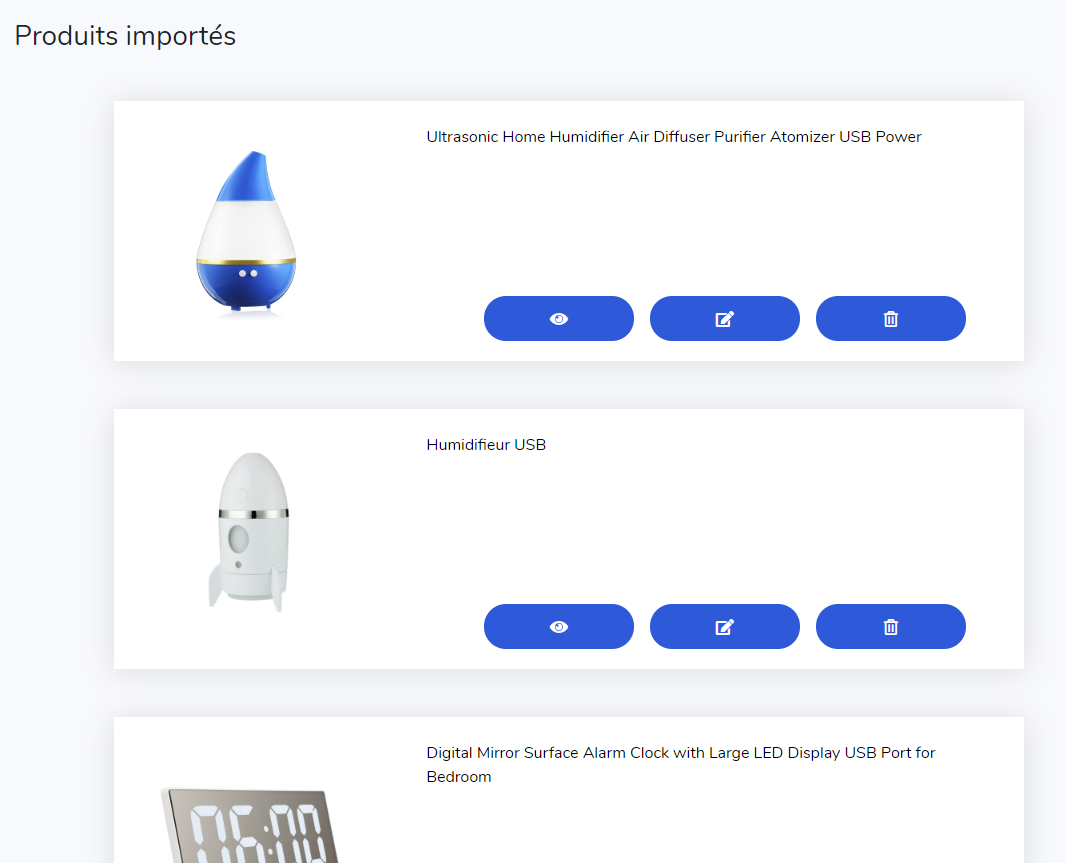 Produits importés
Ultrasonic Home Humidifier Air Diffuser Purifier Atomizer USB Power
Humidifieur USB
Digital Mirror Surface Alarm Clock with Large LED Display USB Port for
Bedroom